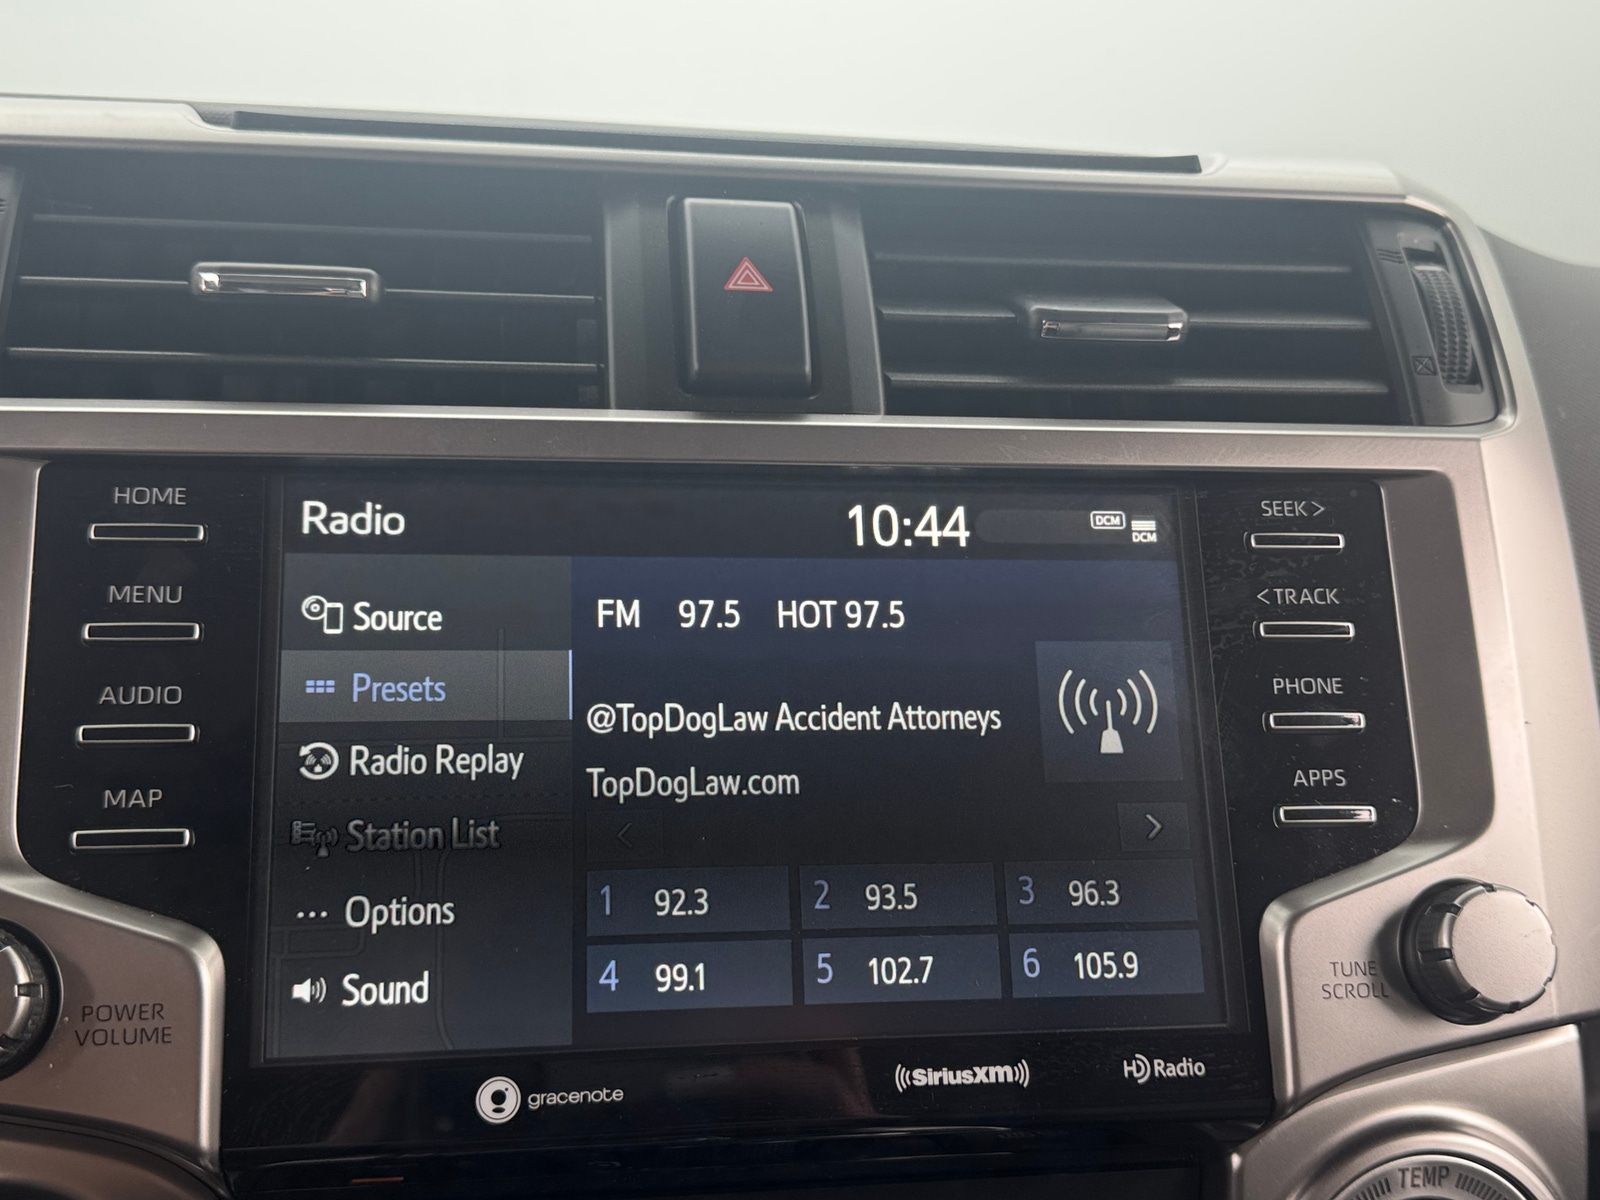 HOME
MENU
AUDIO
MAP
POWER
VOLUME
Radio
10:44
DCM
DCM
Source
Presets
Radio Replay
Station List
... Options
Sound
FM 97.5 HOT 97.5
@TopDogLaw Accident Attorneys
TopDogLaw.com
< >
1 92.3 2 93.5 3 96.3
4 99.1 5 102.7 6 105.9
SEEK >
< TRACK
PHONE
APPS
TUNE
SCROLL
gracenote
((SiriusXM))
HD Radio
TEMP